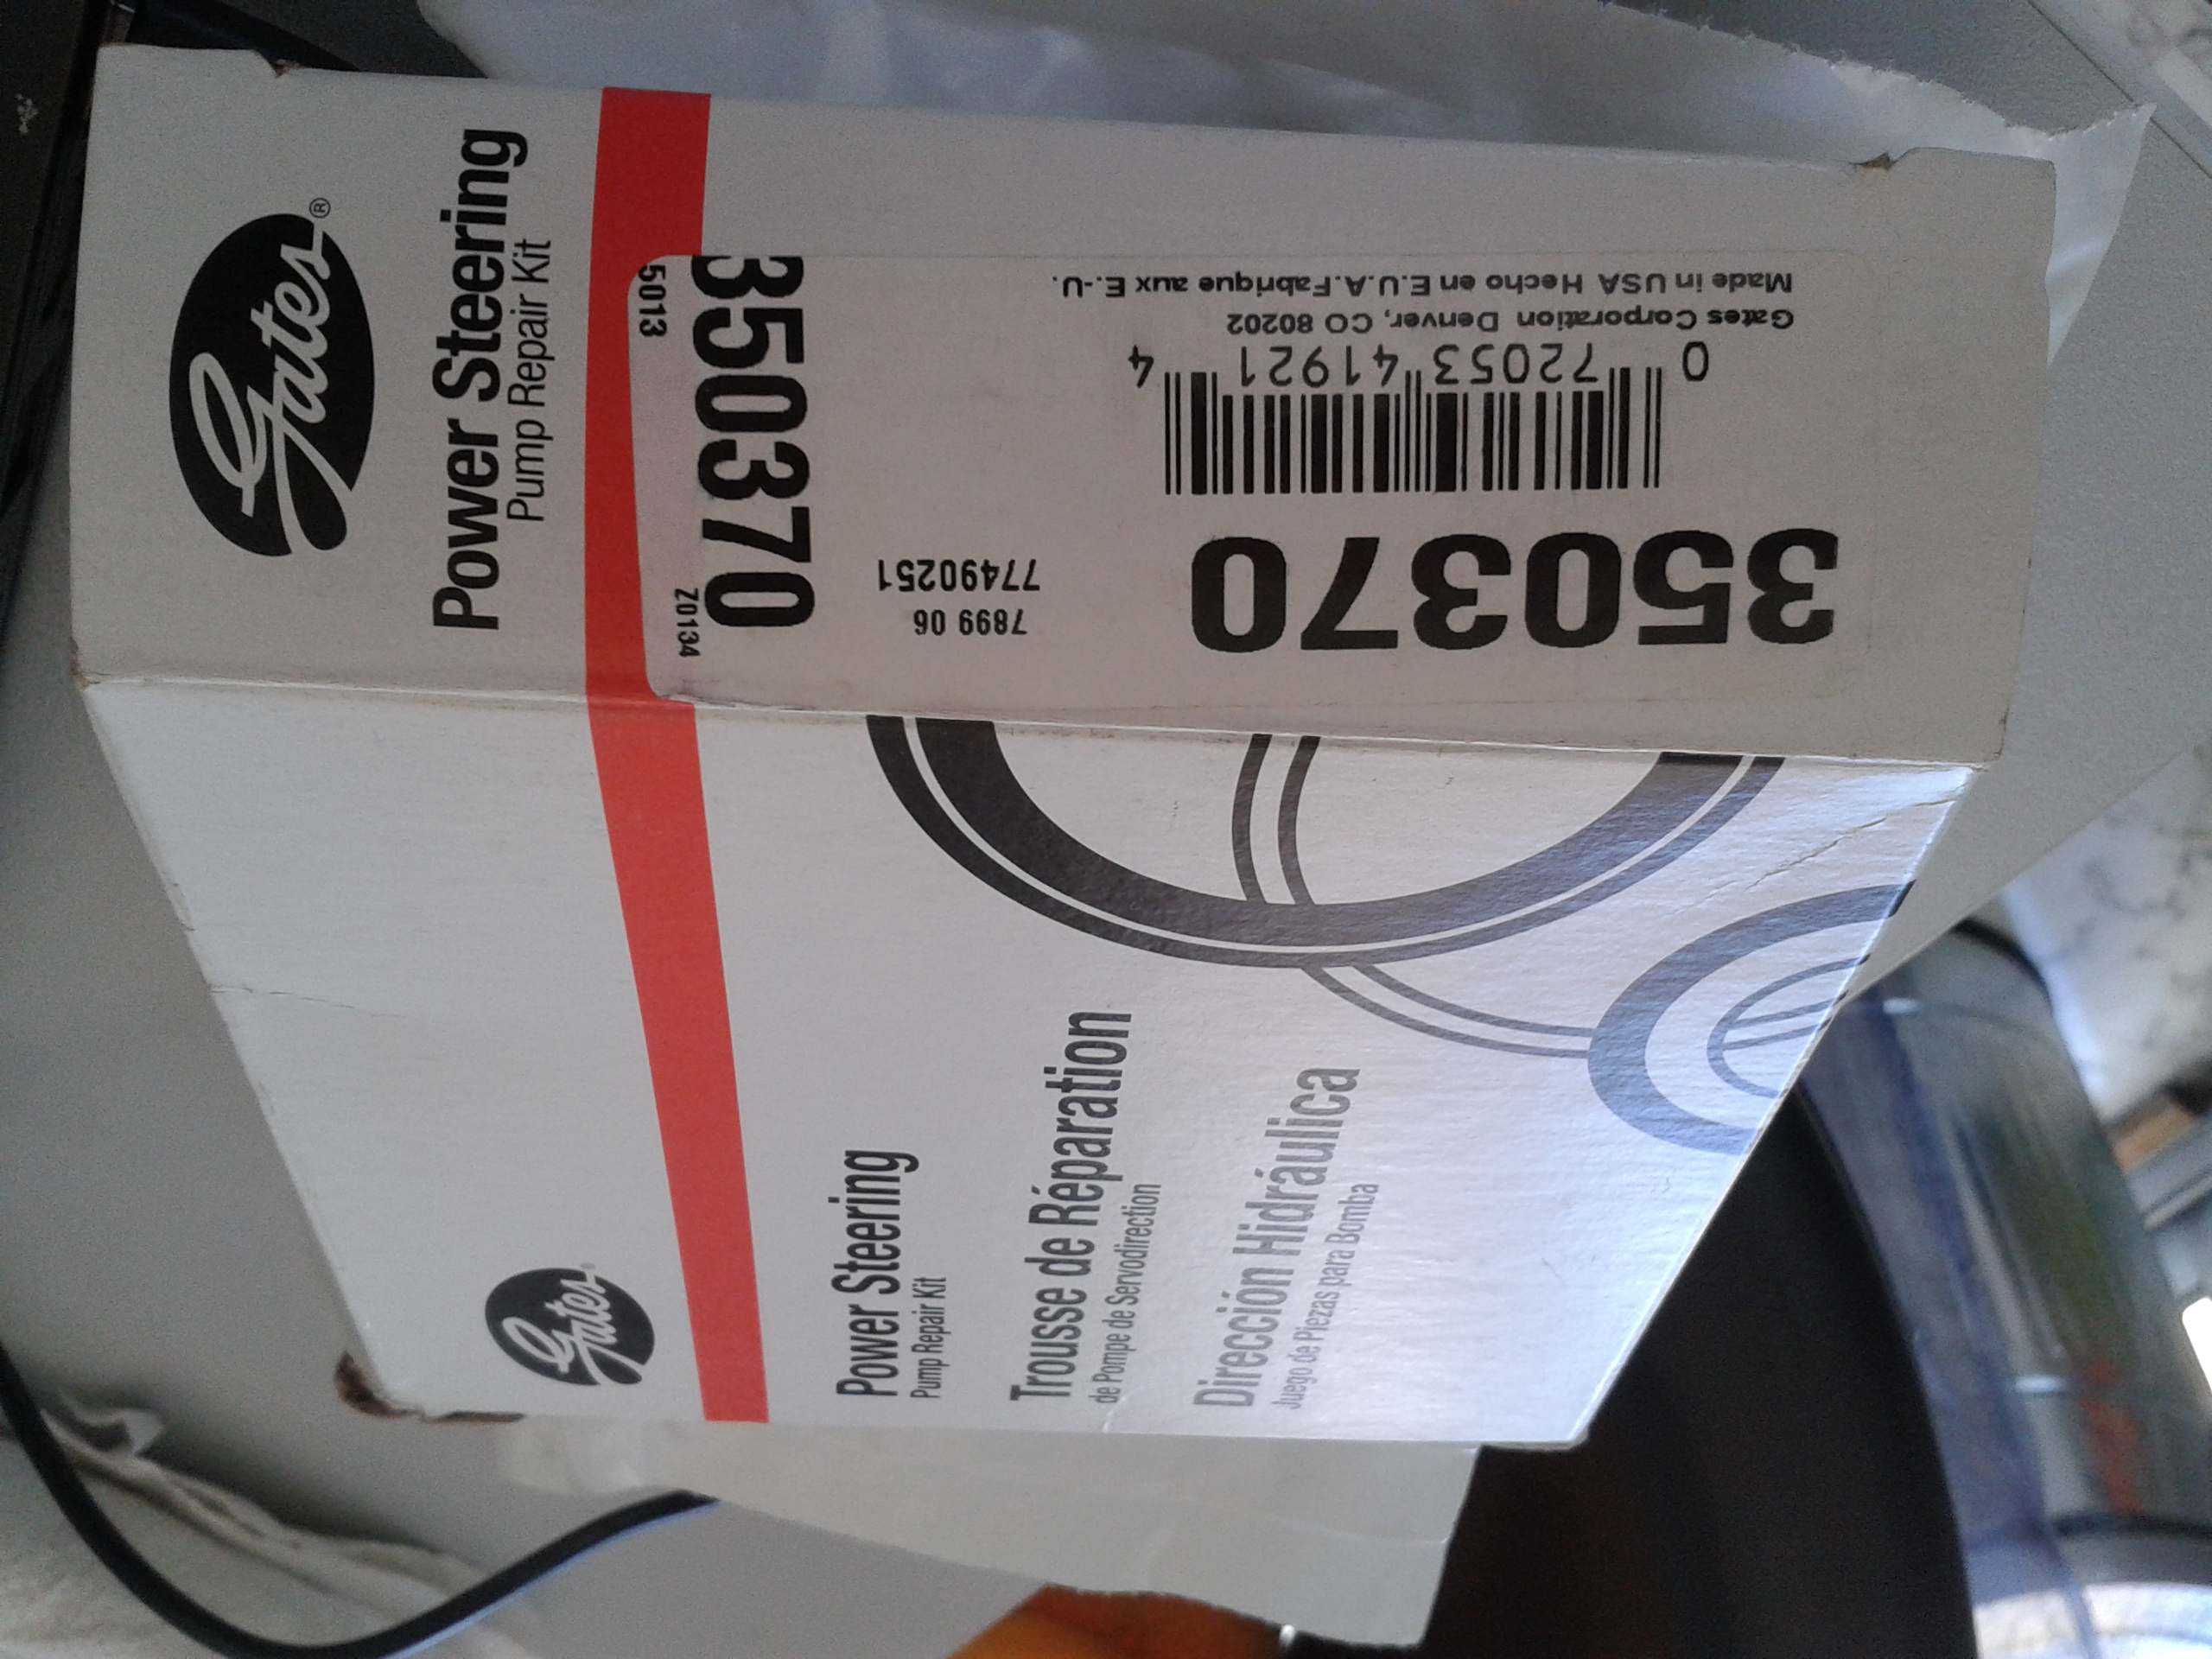 Gates®
Power Steering
Pump Repair Kit
5013
350370
Z0134
350370
7899 06
77490251
0 72053 41921 4
Gates Corporation Denver, CO 80202
Made in USA Hecho en E.U.A.Fabrique aux E.-U.
Gates®
Power Steering
Pump Repair Kit
Trousse de Réparation
de Pompe de Servodirection
Dirección Hidráulica
Juego de Piezas para Bomba